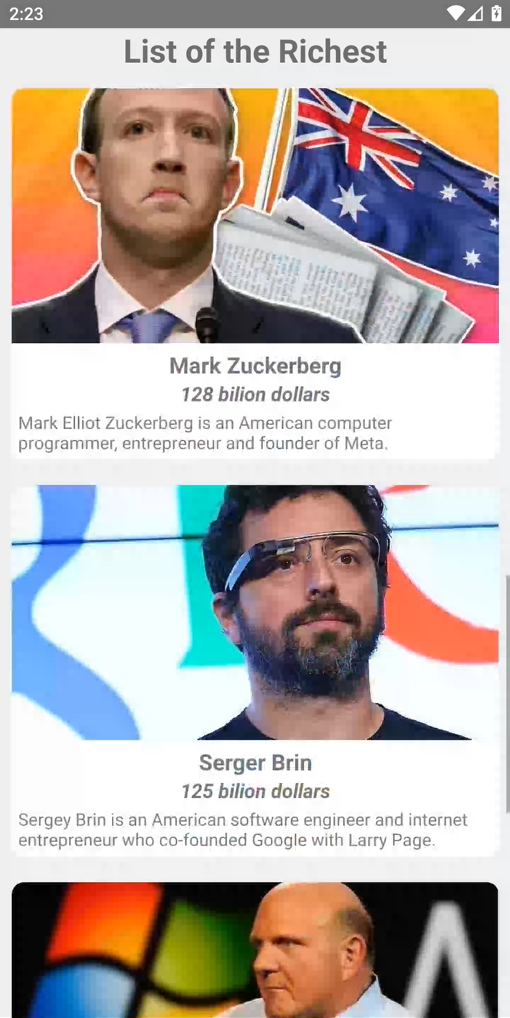 2:23
List of the Richest
Mark Zuckerberg
128 bilion dollars
Mark Elliot Zuckerberg is an American computer
programmer, entrepreneur and founder of Meta.
Serger Brin
125 bilion dollars
Sergey Brin is an American software engineer and internet
entrepreneur who co-founded Google with Larry Page.